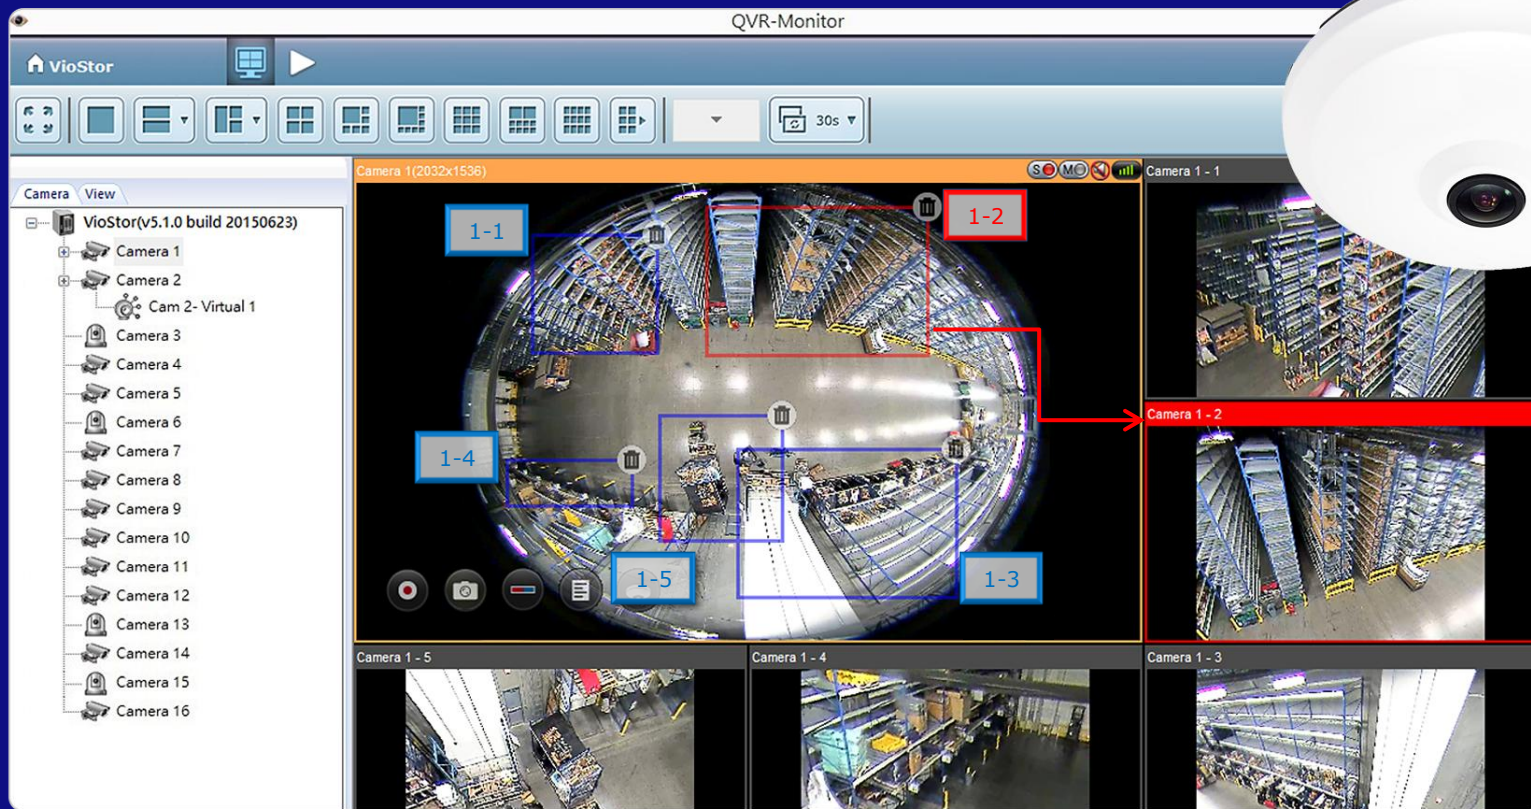 QVR-Monitor
VioStor
30s
Camera View
VioStor(v5.1.0 build 20150623)
Camera 1
Camera 2
Cam 2- Virtual 1
Camera 3
Camera 4
Camera 5
Camera 6
Camera 7
Camera 8
Camera 9
Camera 10
Camera 11
Camera 12
Camera 13
Camera 14
Camera 15
Camera 16
Camera 1(2032x1536)
S M
Camera 1 - 1
1-1
1-2
Camera 1 - 2
1-4
1-5
1-3
Camera 1 - 5
Camera 1 - 4
Camera 1 - 3